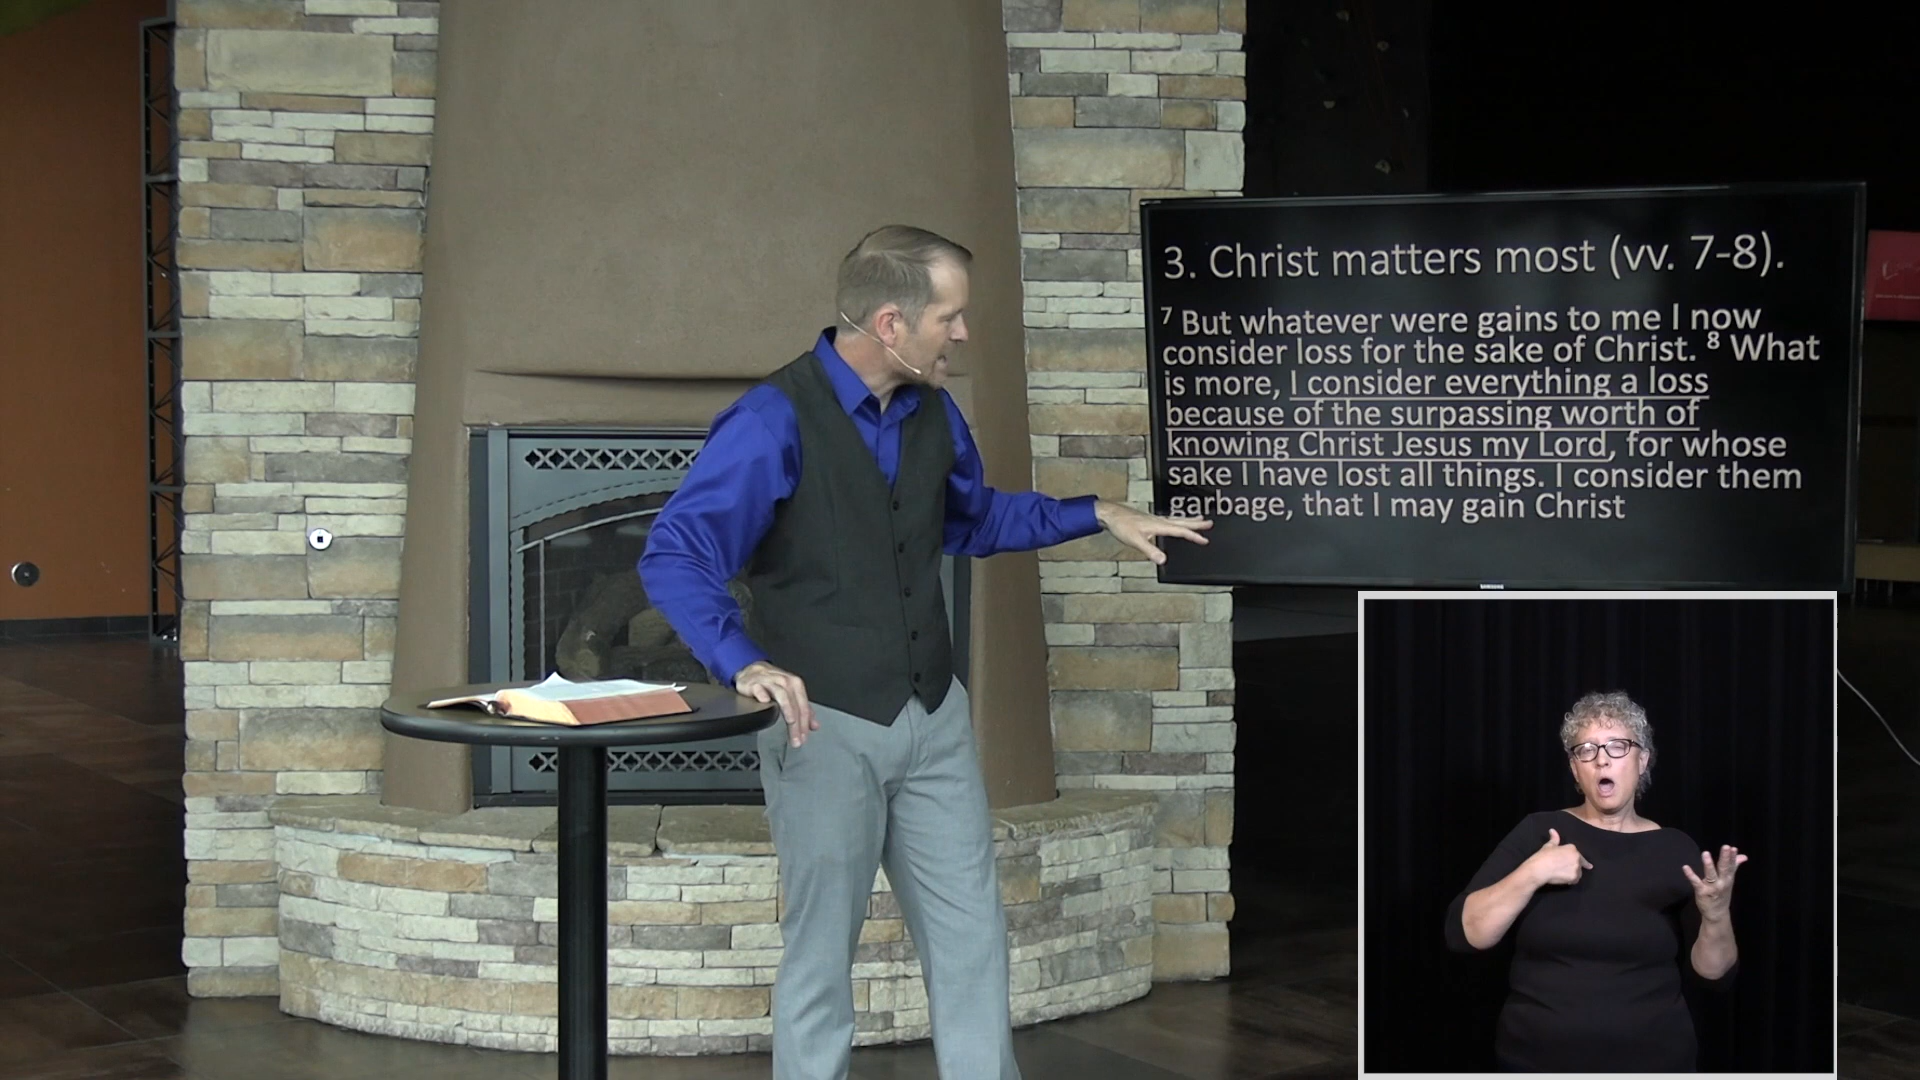 3. Christ matters most (vv. 7-8).
⁷ But whatever were gains to me I now
consider loss for the sake of Christ. ⁸ What
is more, I consider everything a loss
because of the surpassing worth of
knowing Christ Jesus my Lord, for whose
sake I have lost all things. I consider them
garbage, that I may gain Christ
SAMSUNG